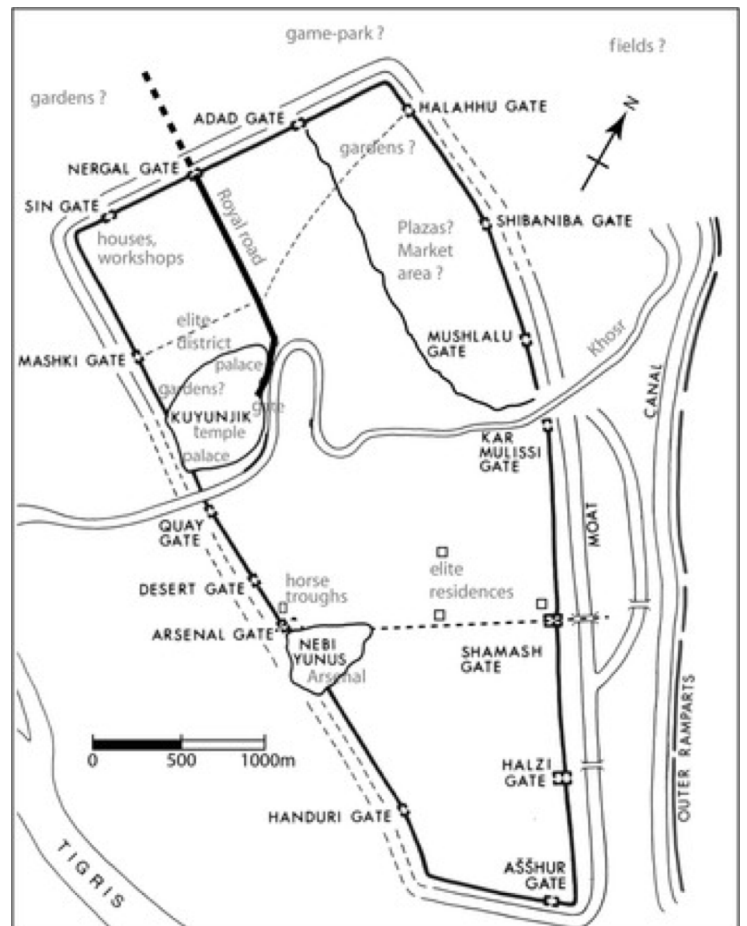 game-park ?
fields ?
gardens ?
ADAD GATE
HALAHHU GATE
N
NERGAL GATE
gardens ?
SIN GATE
Royal road
SHIBANIBA GATE
houses,
workshops
Plazas?
Market
area ?
elite
district
MUSHLALU
GATE
Khosr
MASHKI GATE
palace
gardens?
gate
KUYUNJIK
temple
palace
CANAL
KAR
MULISSI
GATE
QUAY
GATE
MOAT
DESERT GATE
horse
troughs
elite
residences
ARSENAL GATE
NEBI
YUNUS
Arsenal
SHAMASH
GATE
OUTER RAMPARTS
0 500 1000m
HALZI
GATE
HANDURI GATE
TIGRIS
AŠŠHUR
GATE